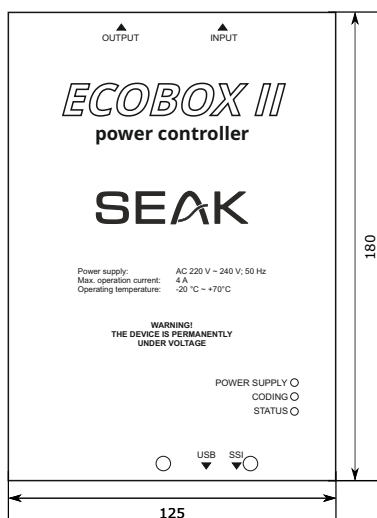 OUTPUT INPUT
ECOBOX II
power controller
SEAK
Power supply: AC 220 V ~ 240 V; 50 Hz
Max. operation current: 4 A
Operating temperature: -20 °C ~ +70°C
WARNING!
THE DEVICE IS PERMANENTLY
UNDER VOLTAGE
POWER SUPPLY
CODING
STATUS
USB SSI
180
125